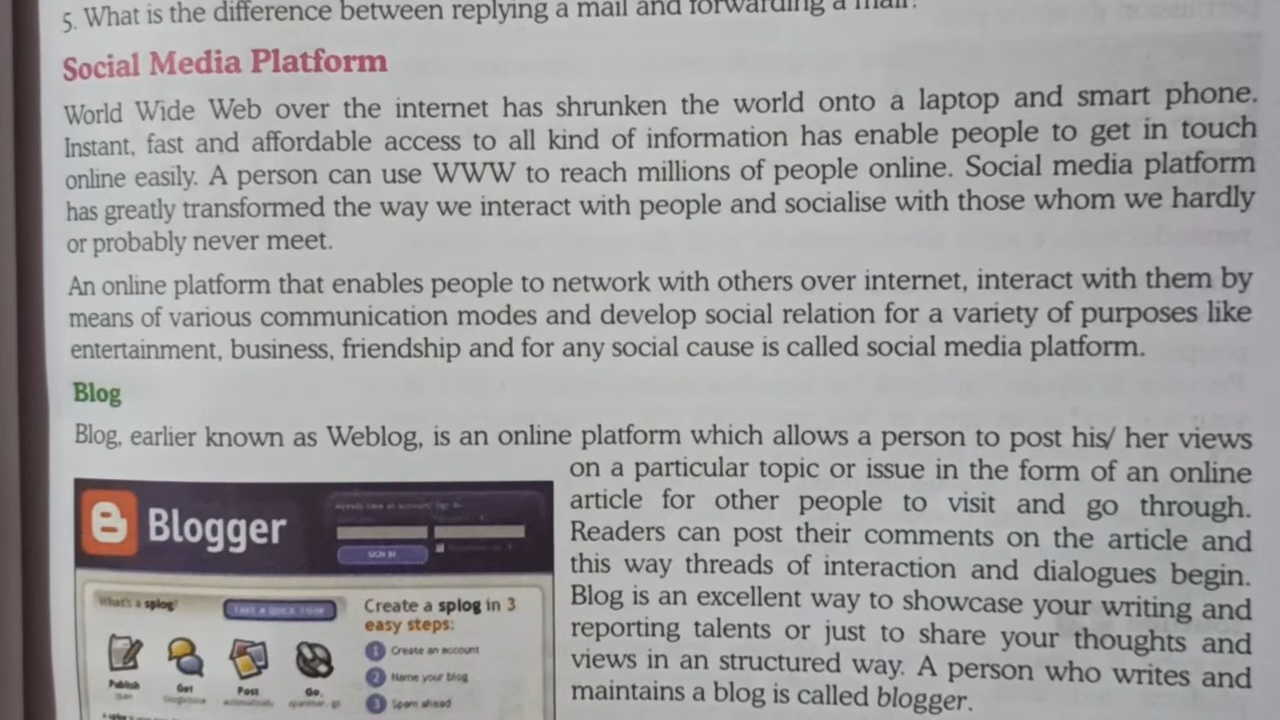 5. What is the difference between replying a mail and forwarding a mail?
Social Media Platform
World Wide Web over the internet has shrunken the world onto a laptop and smart phone.
Instant, fast and affordable access to all kind of information has enable people to get in touch
online easily. A person can use WWW to reach millions of people online. Social media platform
has greatly transformed the way we interact with people and socialise with those whom we hardly
or probably never meet.
An online platform that enables people to network with others over internet, interact with them by
means of various communication modes and develop social relation for a variety of purposes like
entertainment, business, friendship and for any social cause is called social media platform.
Blog
Blog, earlier known as Weblog, is an online platform which allows a person to post his/ her views
on a particular topic or issue in the form of an online
article for other people to visit and go through.
Readers can post their comments on the article and
this way threads of interaction and dialogues begin.
Blog is an excellent way to showcase your writing and
reporting talents or just to share your thoughts and
views in an structured way. A person who writes and
maintains a blog is called blogger.
Blogger
SIGN IN
What's a splog?
TAKE A QUICK TOUR
Create a splog in 3
easy steps:
Publish
Get
Post
Go,
automatically
1 Create an account
2 Name your blog
3 Spam ahead